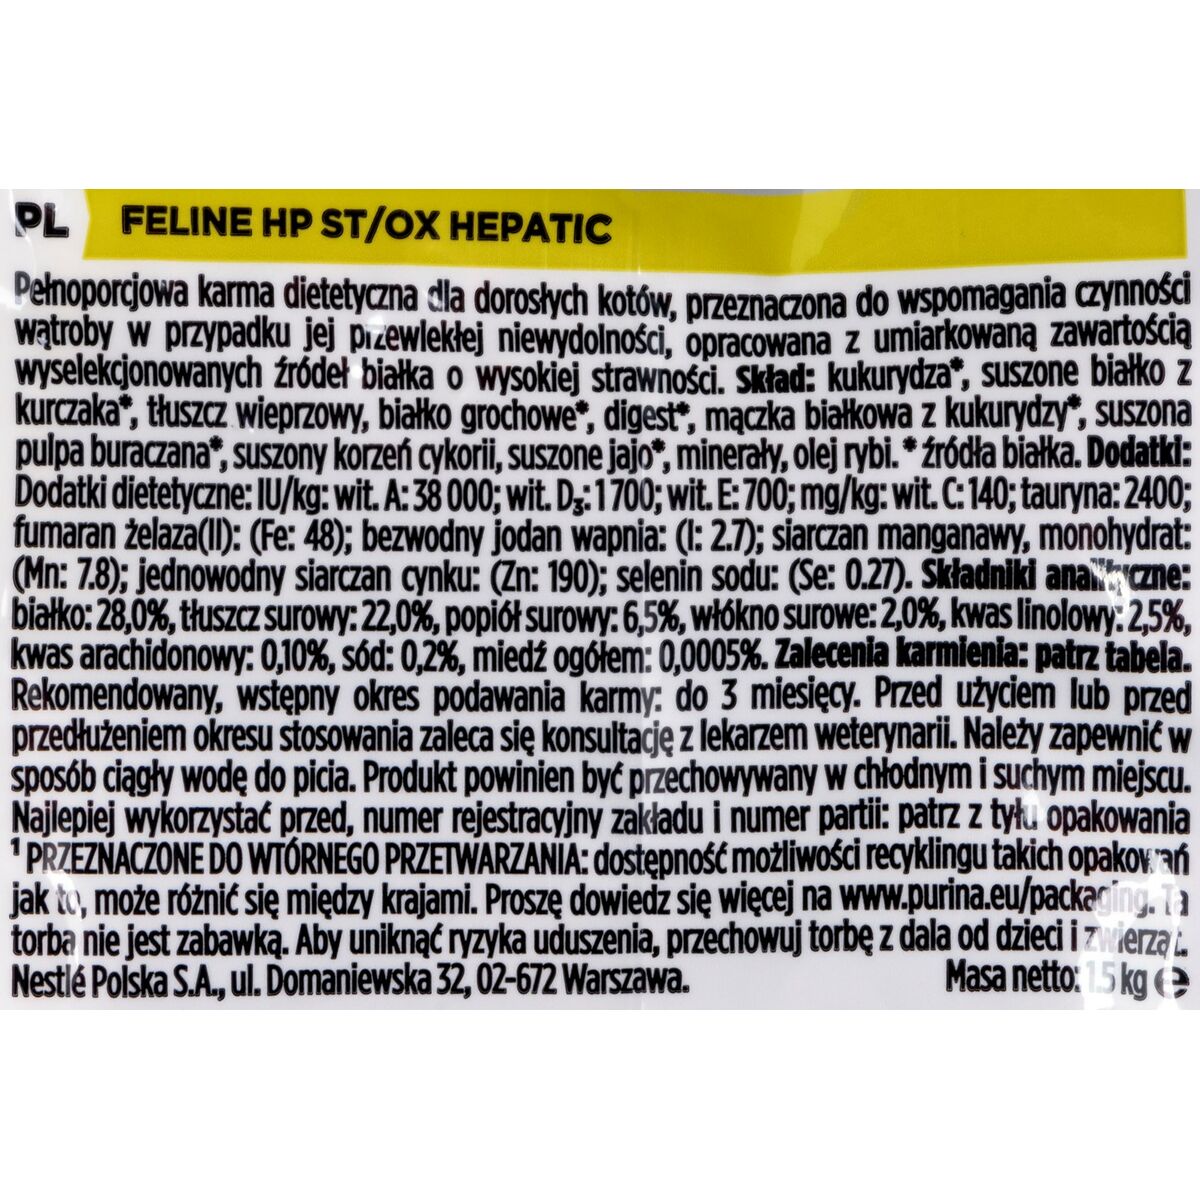 PL FELINE HP ST/OX HEPATIC
Pełnoporcjowa karma dietetyczna dla dorosłych kotów, przeznaczona do wspomagania czynności
wątroby w przypadku jej przewlekłej niewydolności, opracowana z umiarkowaną zawartością
wyselekcjonowanych źródeł białka o wysokiej strawności. Skład: kukurydza*, suszone białko z
kurczaka*, tłuszcz wieprzowy, białko grochowe*, digest*, mączka białkowa z kukurydzy*, suszona
pulpa buraczana*, suszony korzeń cykorii, suszone jajo*, minerały, olej rybi. * źródła białka. Dodatki:
Dodatki dietetyczne: IU/kg: wit. A: 38 000; wit. D₃: 1700; wit. E: 700; mg/kg: wit. C: 140; tauryna: 2400;
fumaran żelaza(II): (Fe: 48); bezwodny jodan wapnia: (I: 2.7); siarczan manganawy, monohydrat:
(Mn: 7.8); jednowodny siarczan cynku: (Zn: 190); selenin sodu: (Se: 0.27). Składniki analityczne:
białko: 28,0%, tłuszcz surowy: 22,0%, popiół surowy: 6,5%, włókno surowe: 2,0%, kwas linolowy: 2,5%,
kwas arachidonowy: 0,10%, sód: 0,2%, miedź ogółem: 0,0005%. Zalecenia karmienia: patrz tabela.
Rekomendowany, wstępny okres podawania karmy: do 3 miesięcy. Przed użyciem lub przed
przedłużeniem okresu stosowania zaleca się konsultację z lekarzem weterynarii. Należy zapewnić w
sposób ciągły wodę do picia. Produkt powinien być przechowywany w chłodnym i suchym miejscu.
Najlepiej wykorzystać przed, numer rejestracyjny zakładu i numer partii: patrz z tyłu opakowania
¹ PRZEZNACZONE DO WTÓRNEGO PRZETWARZANIA: dostępność możliwości recyklingu takich opakowań
jak to, może różnić się między krajami. Proszę dowiedz się więcej na www.purina.eu/packaging. Ta
torba nie jest zabawką. Aby uniknąć ryzyka uduszenia, przechowuj torbę z dala od dzieci i zwierząt.
Nestlé Polska S.A., ul. Domaniewska 32, 02-672 Warszawa. Masa netto: 1.5 kg ℮